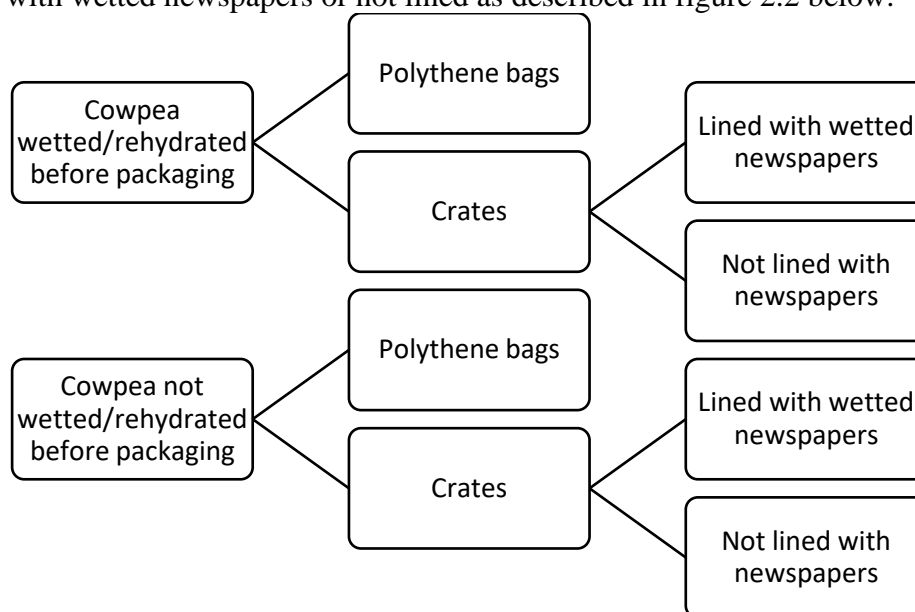 with wetted newspapers or not lined as described in figure 2.2 below.
Polythene bags
Cowpea
wetted/rehydrated
before packaging
Lined with wetted
newspapers
Crates
Not lined with
newspapers
Polythene bags
Cowpea not
wetted/rehydrated
before packaging
Lined with wetted
newspapers
Crates
Not lined with
newspapers